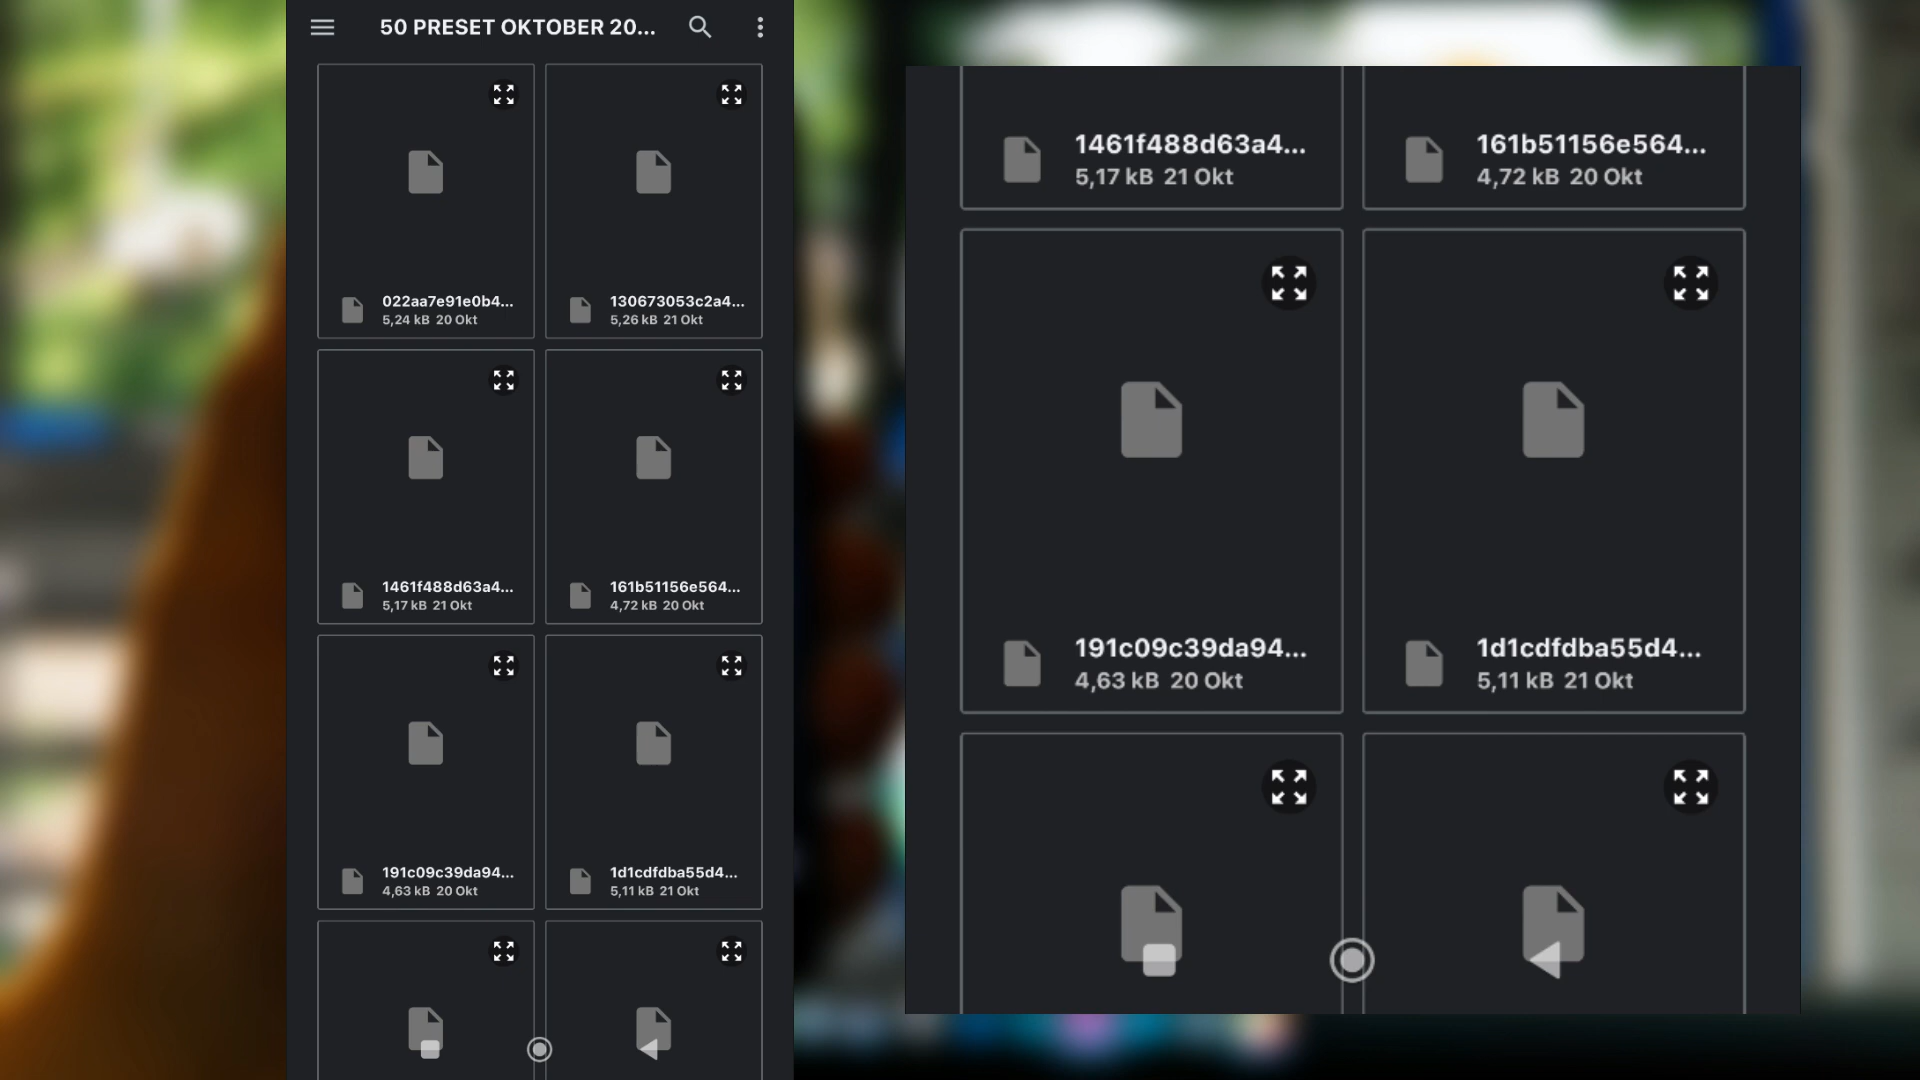 50 PRESET OKTOBER 20...
022aa7e91e0b4...
5,24 kB 20 Okt
130673053c2a4...
5,26 kB 21 Okt
1461f488d63a4...
5,17 kB 21 Okt
161b51156e564...
4,72 kB 20 Okt
191c09c39da94...
4,63 kB 20 Okt
1d1cdfdba55d4...
5,11 kB 21 Okt
1461f488d63a4...
5,17 kB 21 Okt
161b51156e564...
4,72 kB 20 Okt
191c09c39da94...
4,63 kB 20 Okt
1d1cdfdba55d4...
5,11 kB 21 Okt